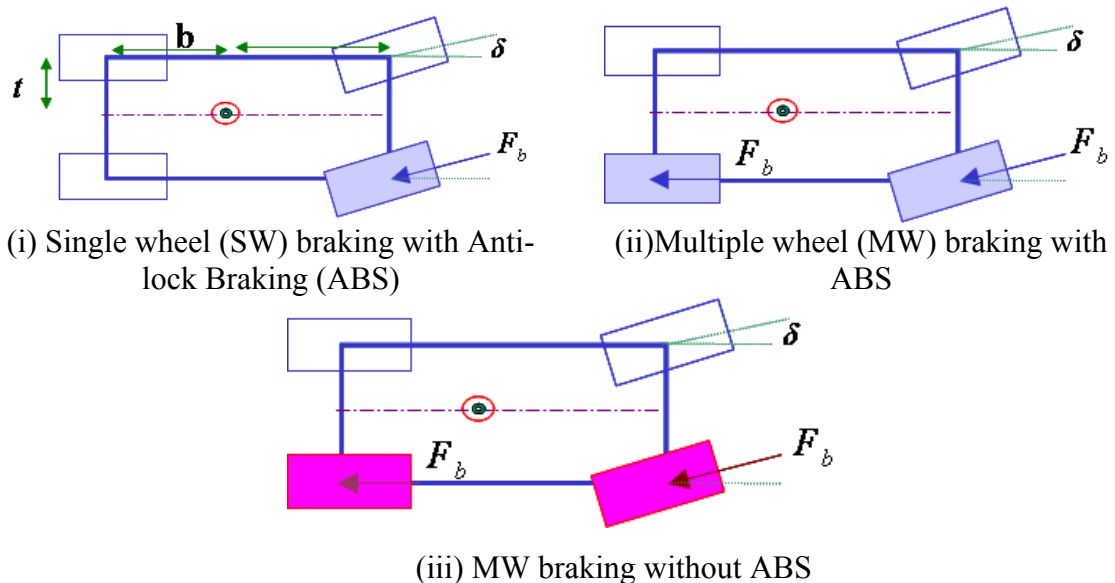 b
δ
t
F_b
(i) Single wheel (SW) braking with Anti-
lock Braking (ABS)
δ
F_b
F_b
(ii)Multiple wheel (MW) braking with
ABS
δ
F_b
F_b
(iii) MW braking without ABS